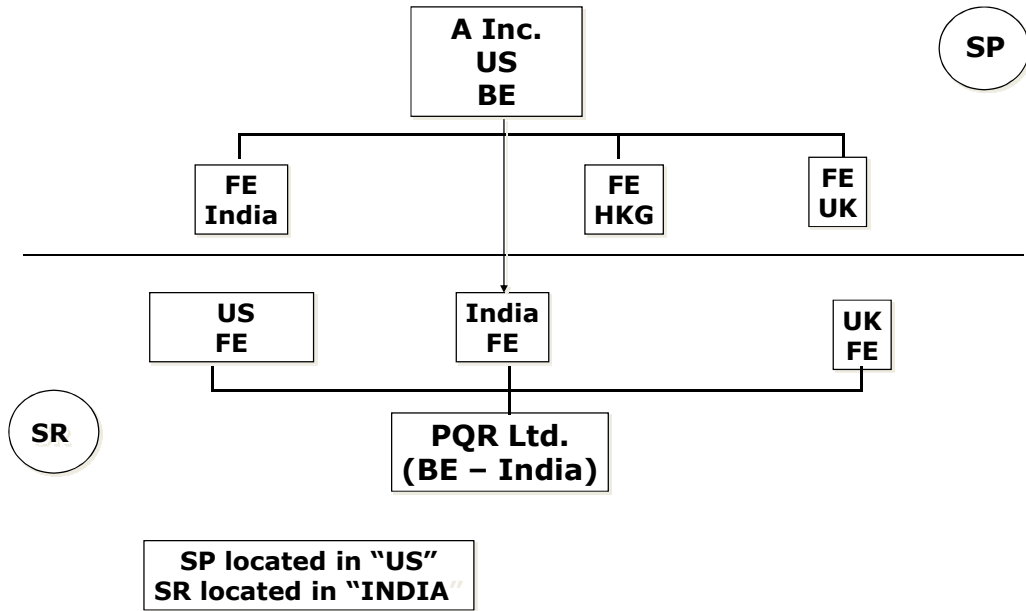 A Inc.
US
BE
SP
FE
India
FE
HKG
FE
UK
US
FE
India
FE
UK
FE
SR
PQR Ltd.
(BE – India)
SP located in “US”
SR located in “INDIA”